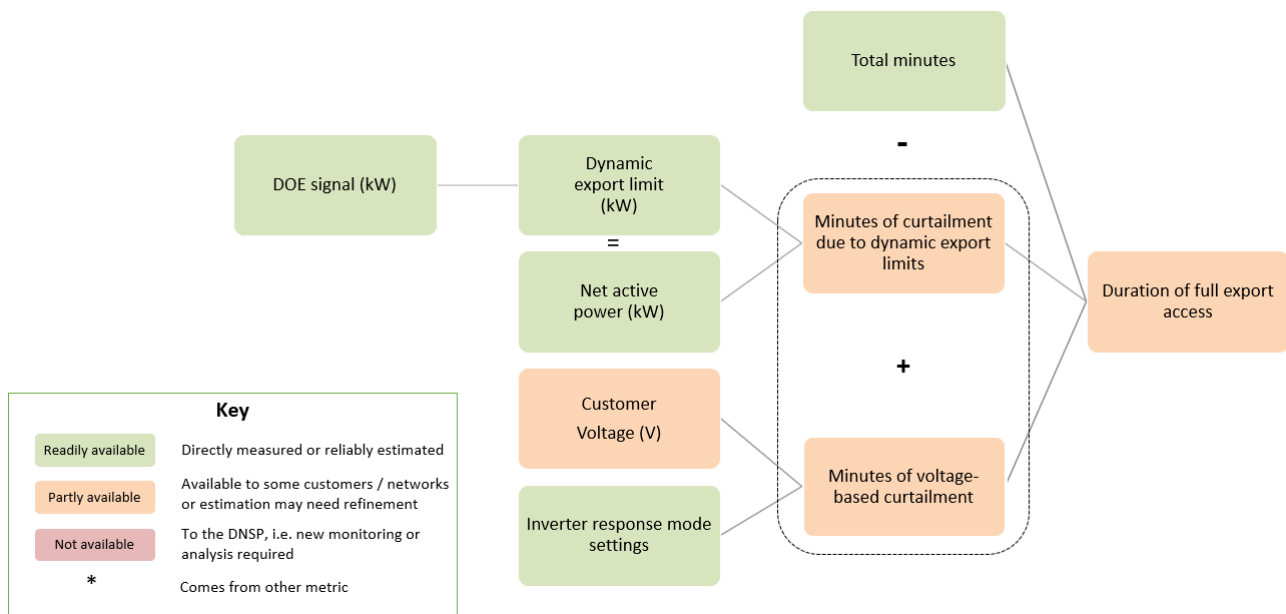 Total minutes
-
DOE signal (kW)
Dynamic
export limit
(kW)
=
Net active
power (kW)
Minutes of curtailment
due to dynamic export
limits
+
Customer
Voltage (V)
Minutes of voltage-
based curtailment
Inverter response mode
settings
Duration of full export
access
Key
Readily available
Directly measured or reliably estimated
Partly available
Available to some customers / networks
or estimation may need refinement
Not available
To the DNSP, i.e. new monitoring or
analysis required
*
Comes from other metric